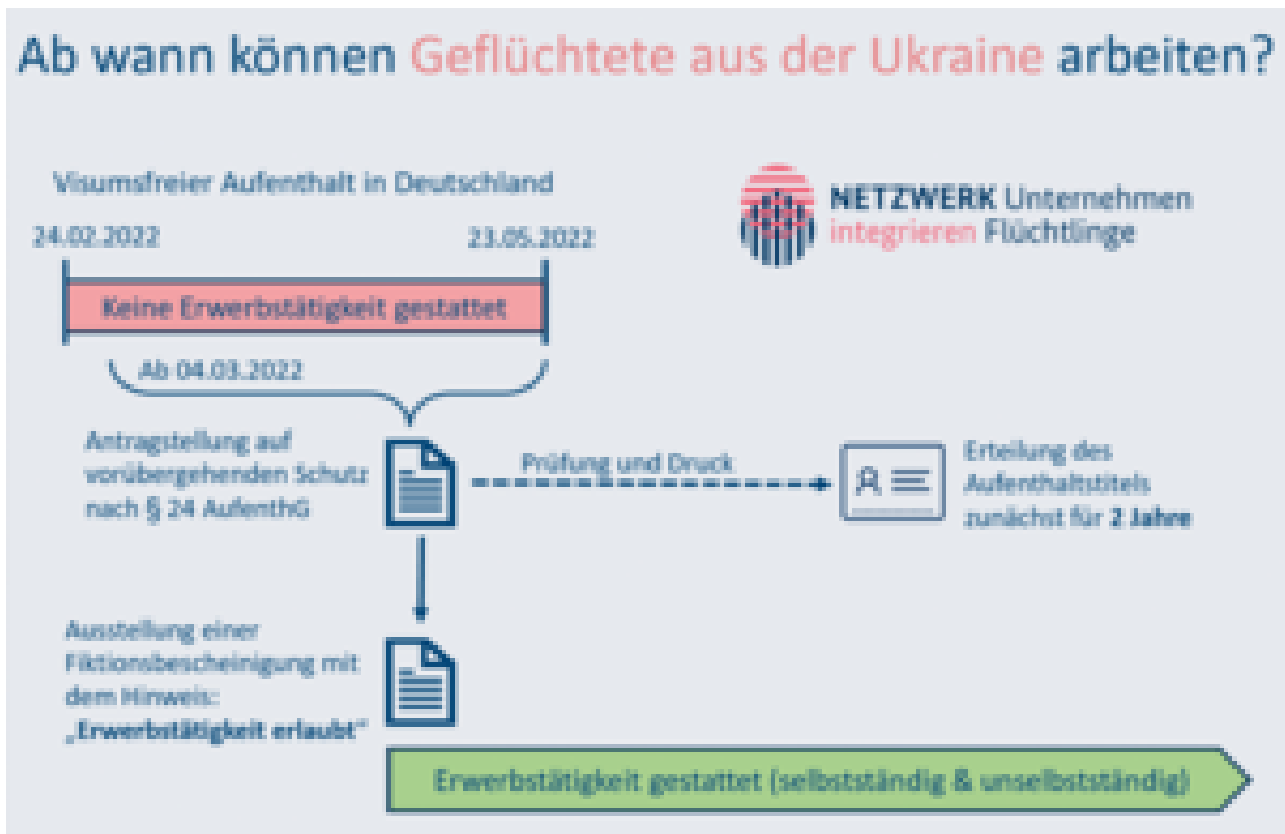 Ab wann können Geflüchtete aus der Ukraine arbeiten?
Visumsfreier Aufenthalt in Deutschland
24.02.2022
23.05.2022
NETZWERK Unternehmen
integrieren Flüchtlinge
Keine Erwerbstätigkeit gestattet
Ab 04.03.2022
Antragstellung auf
vorübergehenden Schutz
nach § 24 AufenthG
Prüfung und Druck
Erteilung des
Aufenthaltstitels
zunächst für 2 Jahre
Ausstellung einer
Fiktionsbescheinigung mit
dem Hinweis:
„Erwerbstätigkeit erlaubt“
Erwerbstätigkeit gestattet (selbstständig & unselbstständig)